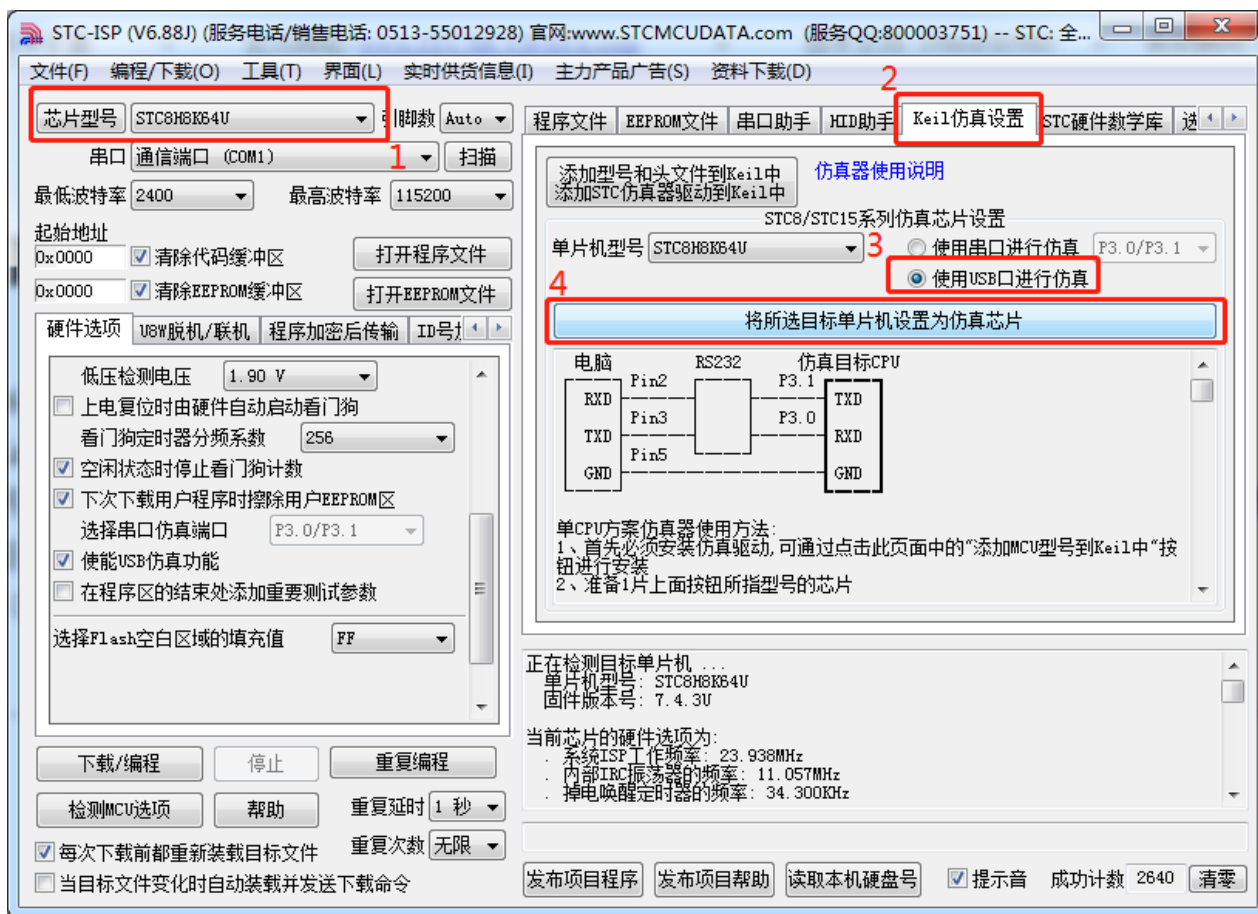 STC-ISP (V6.88J) (服务电话/销售电话: 0513-55012928) 官网:www.STCMCUDATA.com (服务QQ:800003751) -- STC: 全...
文件(F) 编程/下载(O) 工具(T) 界面(L) 实时供货信息(I) 主力产品广告(S) 资料下载(D)
2
芯片型号 STC8H8K64U 引脚数 Auto
1
串口 通信端口 (COM1) 扫描
最低波特率 2400 最高波特率 115200
起始地址
0x0000 清除代码缓冲区 打开程序文件
0x0000 清除EEPROM缓冲区 打开EEPROM文件
硬件选项 U8W脱机/联机 程序加密后传输 ID号
低压检测电压 1.90 V
上电复位时由硬件自动启动看门狗
看门狗定时器分频系数 256
空闲状态时停止看门狗计数
下次下载用户程序时擦除用户EEPROM区
选择串口仿真端口 P3.0/P3.1
使能USB仿真功能
在程序区的结束处添加重要测试参数
选择Flash空白区域的填充值 FF
下载/编程 停止 重复编程
检测MCU选项 帮助 重复延时 1 秒
重复次数 无限
每次下载前都重新装载目标文件
当目标文件变化时自动装载并发送下载命令
程序文件 EEPROM文件 串口助手 HID助手 Keil仿真设置 STC硬件数学库 选
添加型号和头文件到Keil中
添加STC仿真器驱动到Keil中
仿真器使用说明
STC8/STC15系列仿真芯片设置
单片机型号 STC8H8K64U 3 使用串口进行仿真 P3.0/P3.1
使用USB口进行仿真
4
将所选目标单片机设置为仿真芯片
电脑 RS232 仿真目标CPU
Pin2 P3.1
RXD TXD
Pin3 P3.0
TXD RXD
Pin5
GND GND
单CPU方案仿真器使用方法:
1、首先必须安装仿真驱动,可通过点击此页面中的"添加MCU型号到Keil中"按
钮进行安装
2、准备1片上面按钮所指型号的芯片
正在检测目标单片机 ...
单片机型号: STC8H8K64U
固件版本号: 7.4.3U
当前芯片的硬件选项为:
. 系统ISP工作频率: 23.938MHz
. 内部IRC振荡器的频率: 11.057MHz
. 掉电唤醒定时器的频率: 34.300KHz
发布项目程序 发布项目帮助 读取本机硬盘号 提示音 成功计数 2640 清零